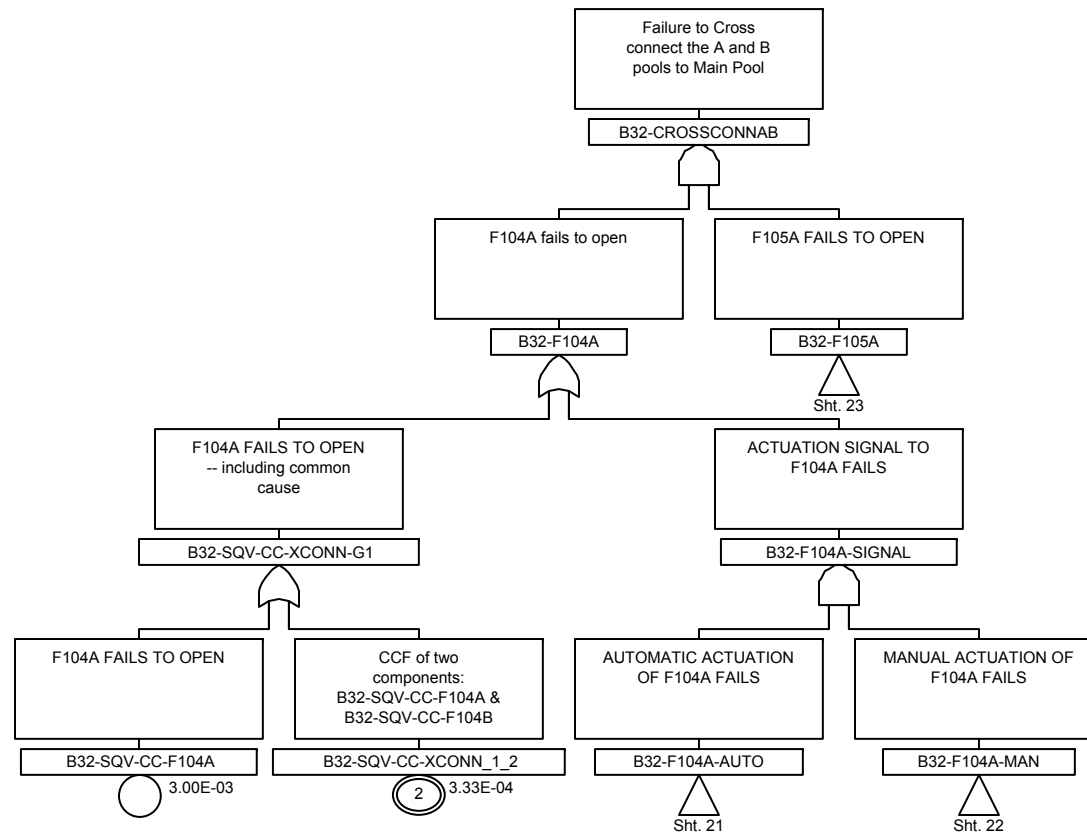 Failure to Cross
connect the A and B
pools to Main Pool
B32-CROSSCONNAB
F104A fails to open
B32-F104A
F105A FAILS TO OPEN
B32-F105A
Sht. 23
F104A FAILS TO OPEN
-- including common
cause
B32-SQV-CC-XCONN-G1
ACTUATION SIGNAL TO
F104A FAILS
B32-F104A-SIGNAL
F104A FAILS TO OPEN
B32-SQV-CC-F104A
3.00E-03
CCF of two
components:
B32-SQV-CC-F104A &
B32-SQV-CC-F104B
B32-SQV-CC-XCONN_1_2
2
3.33E-04
AUTOMATIC ACTUATION
OF F104A FAILS
B32-F104A-AUTO
Sht. 21
MANUAL ACTUATION OF
F104A FAILS
B32-F104A-MAN
Sht. 22